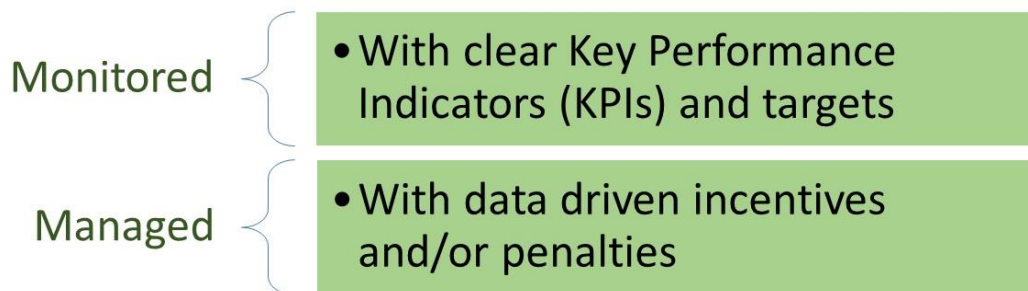 Monitored
•With clear Key Performance
Indicators (KPIs) and targets
Managed
•With data driven incentives
and/or penalties